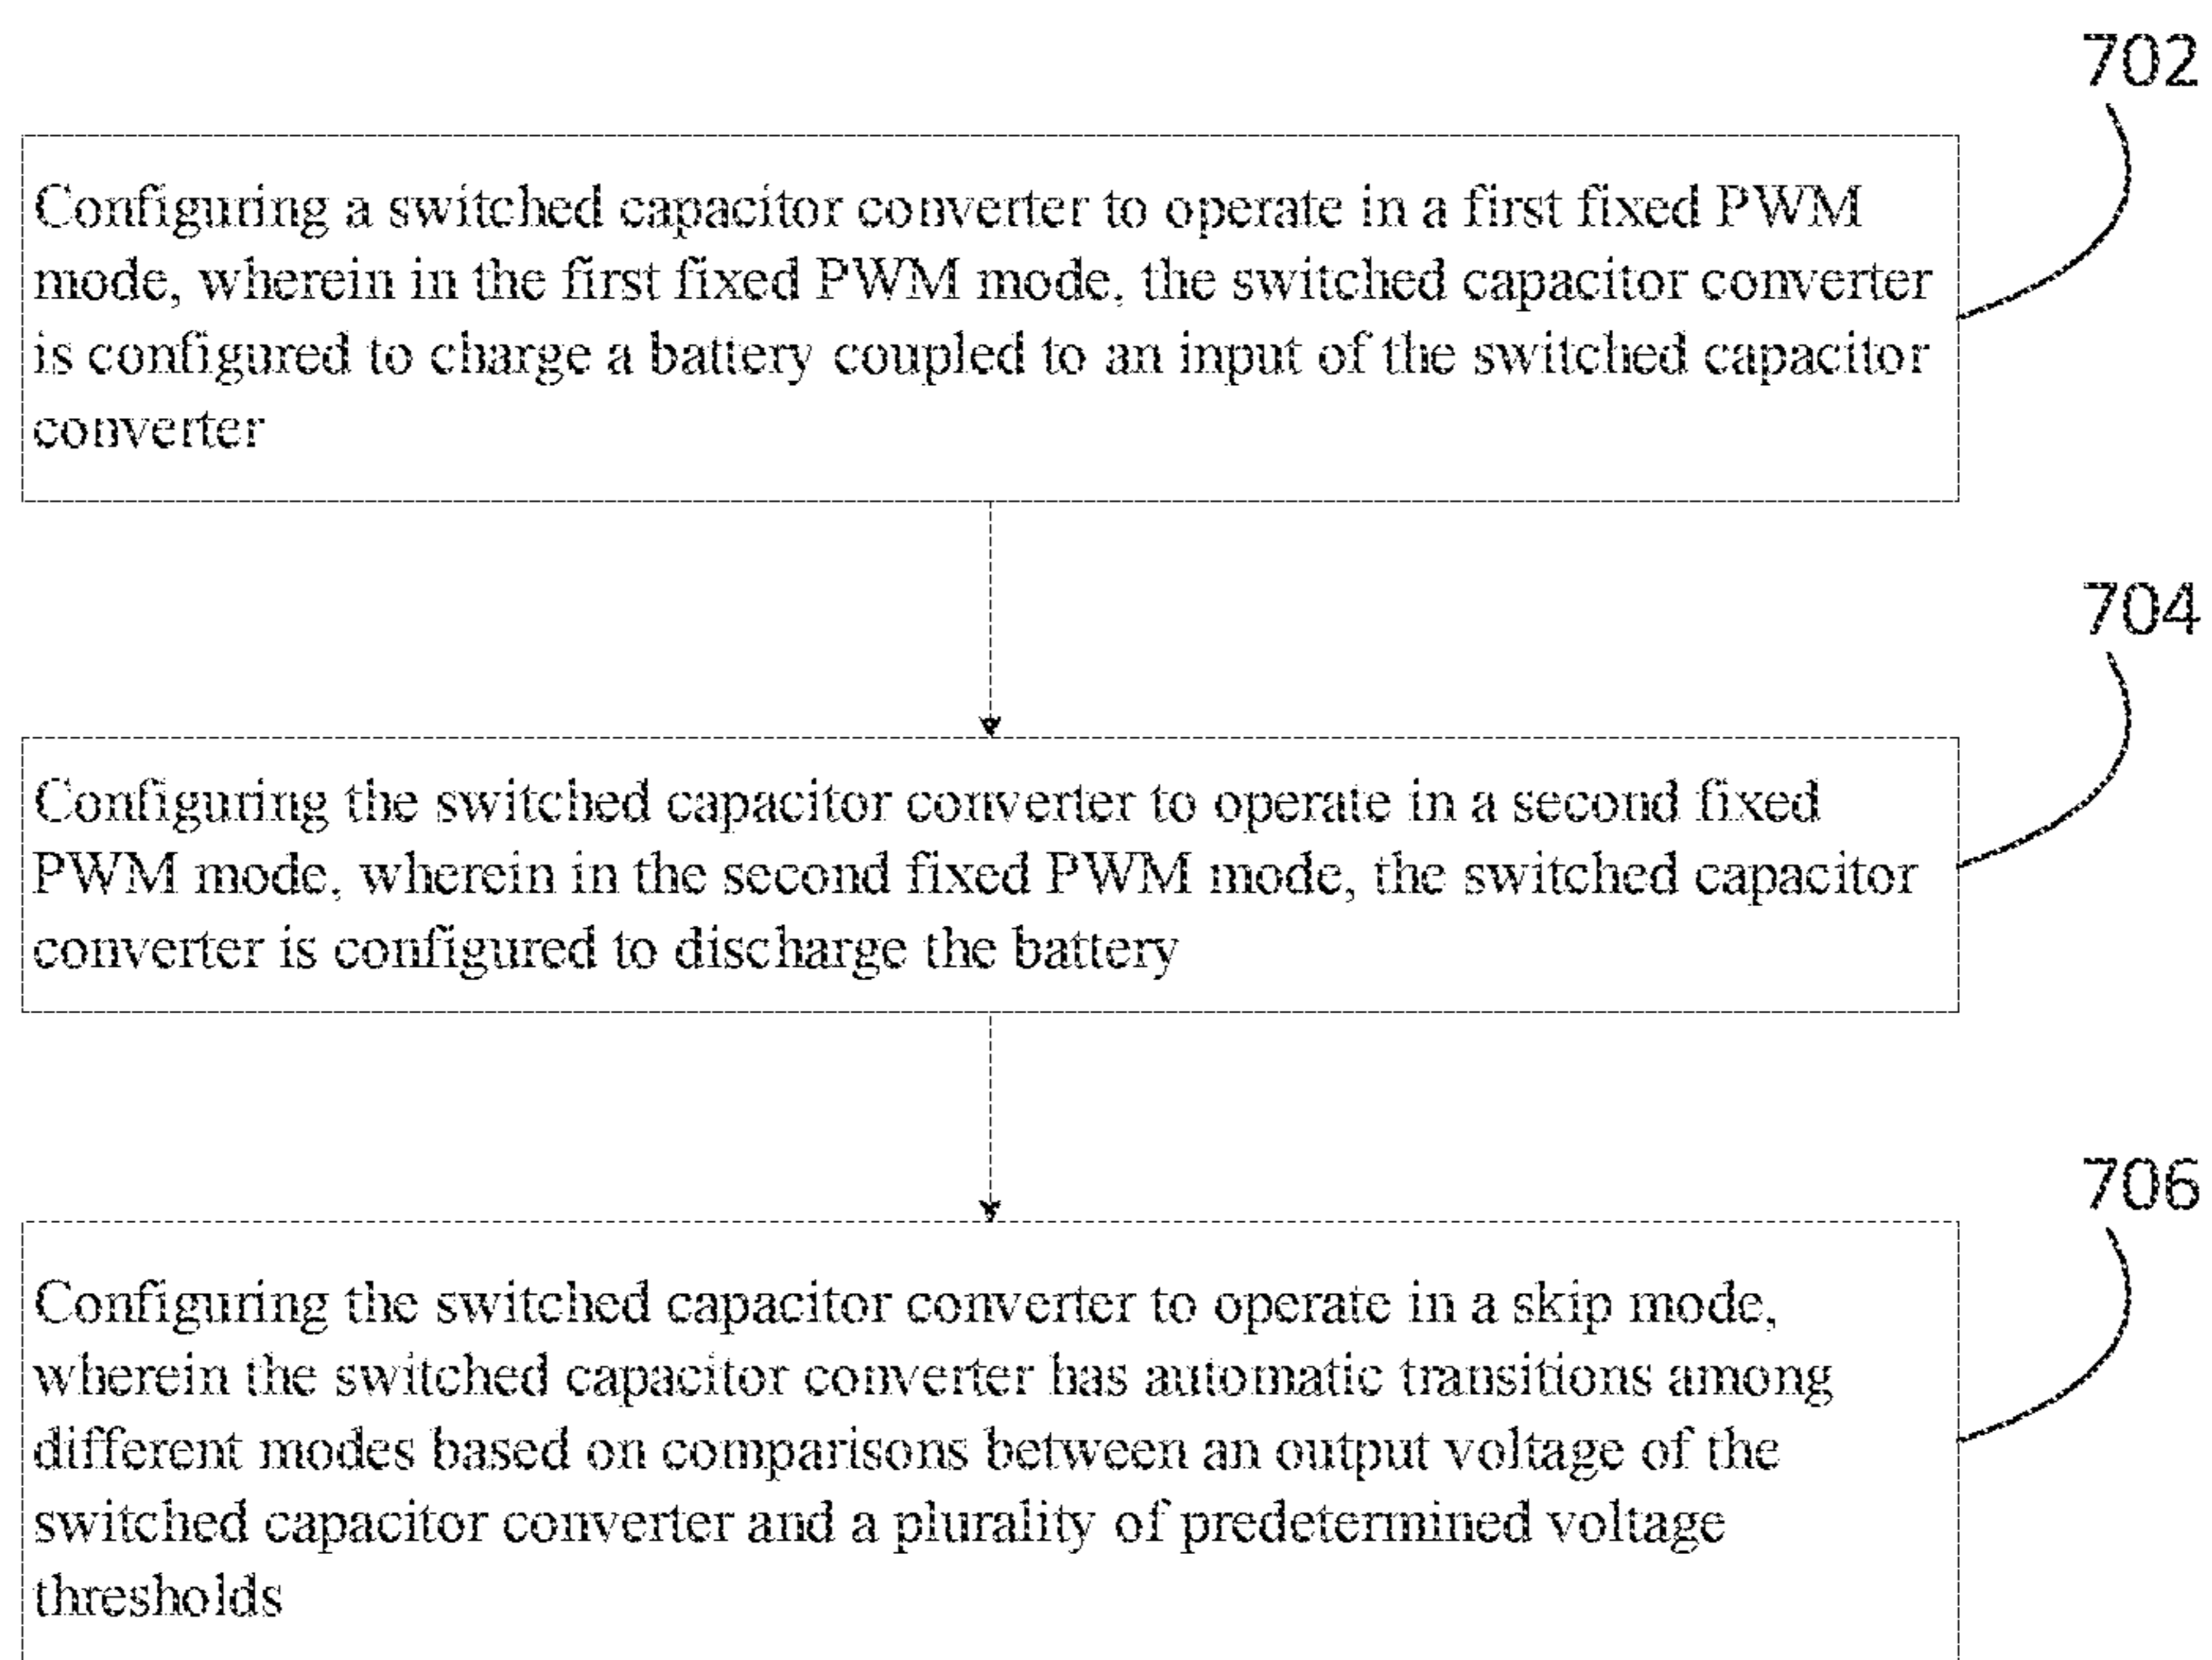 702
Configuring a switched capacitor converter to operate in a first fixed PWM
mode, wherein in the first fixed PWM mode, the switched capacitor converter
is configured to charge a battery coupled to an input of the switched capacitor
converter
704
Configuring the switched capacitor converter to operate in a second fixed
PWM mode, wherein in the second fixed PWM mode, the switched capacitor
converter is configured to discharge the battery
706
Configuring the switched capacitor converter to operate in a skip mode,
wherein the switched capacitor converter has automatic transitions among
different modes based on comparisons between an output voltage of the
switched capacitor converter and a plurality of predetermined voltage
thresholds